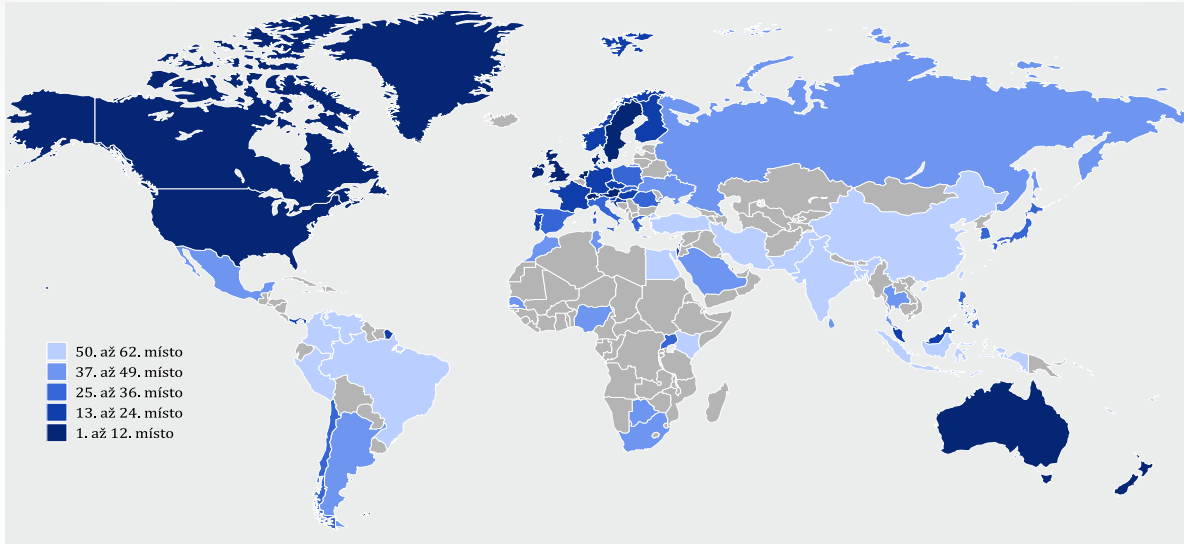 50. až 62. místo
37. až 49. místo
25. až 36. místo
13. až 24. místo
1. až 12. místo